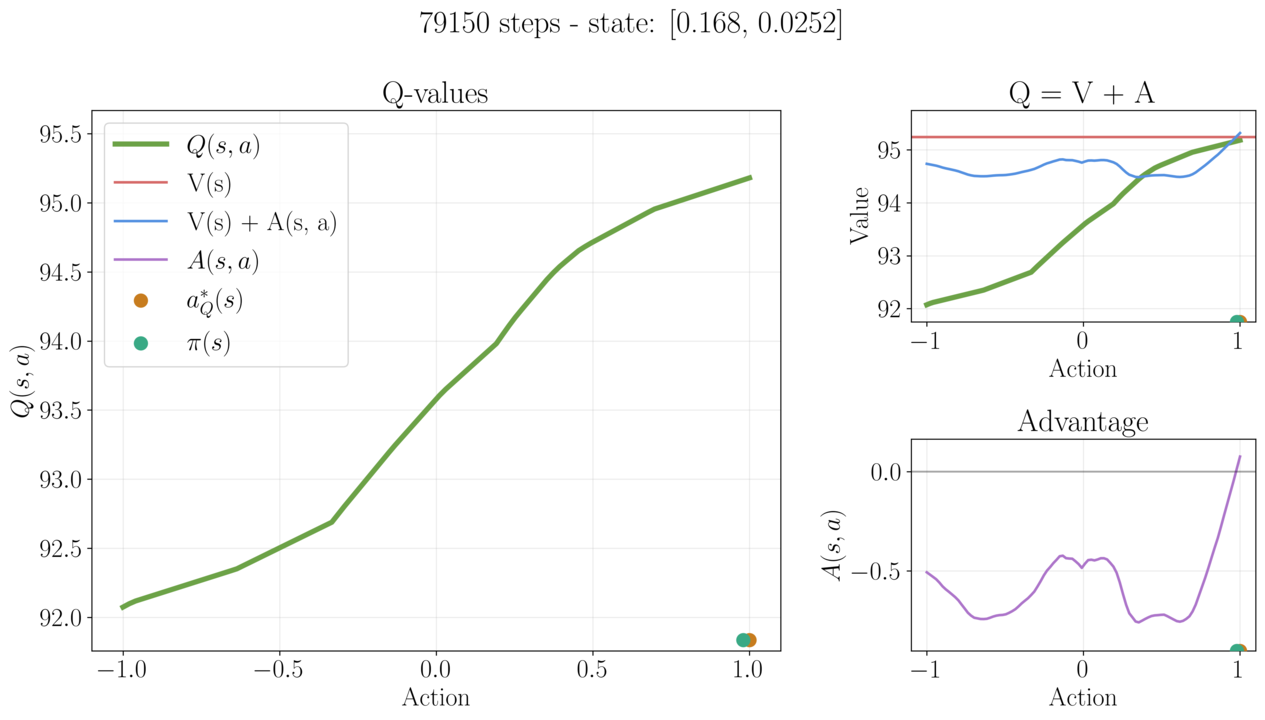 79150 steps - state: [0.168, 0.0252]
Q-values
Q(s, a)
95.5
95.0
94.5
94.0
93.5
93.0
92.5
92.0
Q(s, a)
V(s)
V(s) + A(s, a)
A(s, a)
a*Q(s)
π(s)
−1.0 −0.5 0.0 0.5 1.0
Action
Q = V + A
Value
95
94
93
92
−1 0 1
Action
Advantage
A(s, a)
0.0
−0.5
−1 0 1
Action